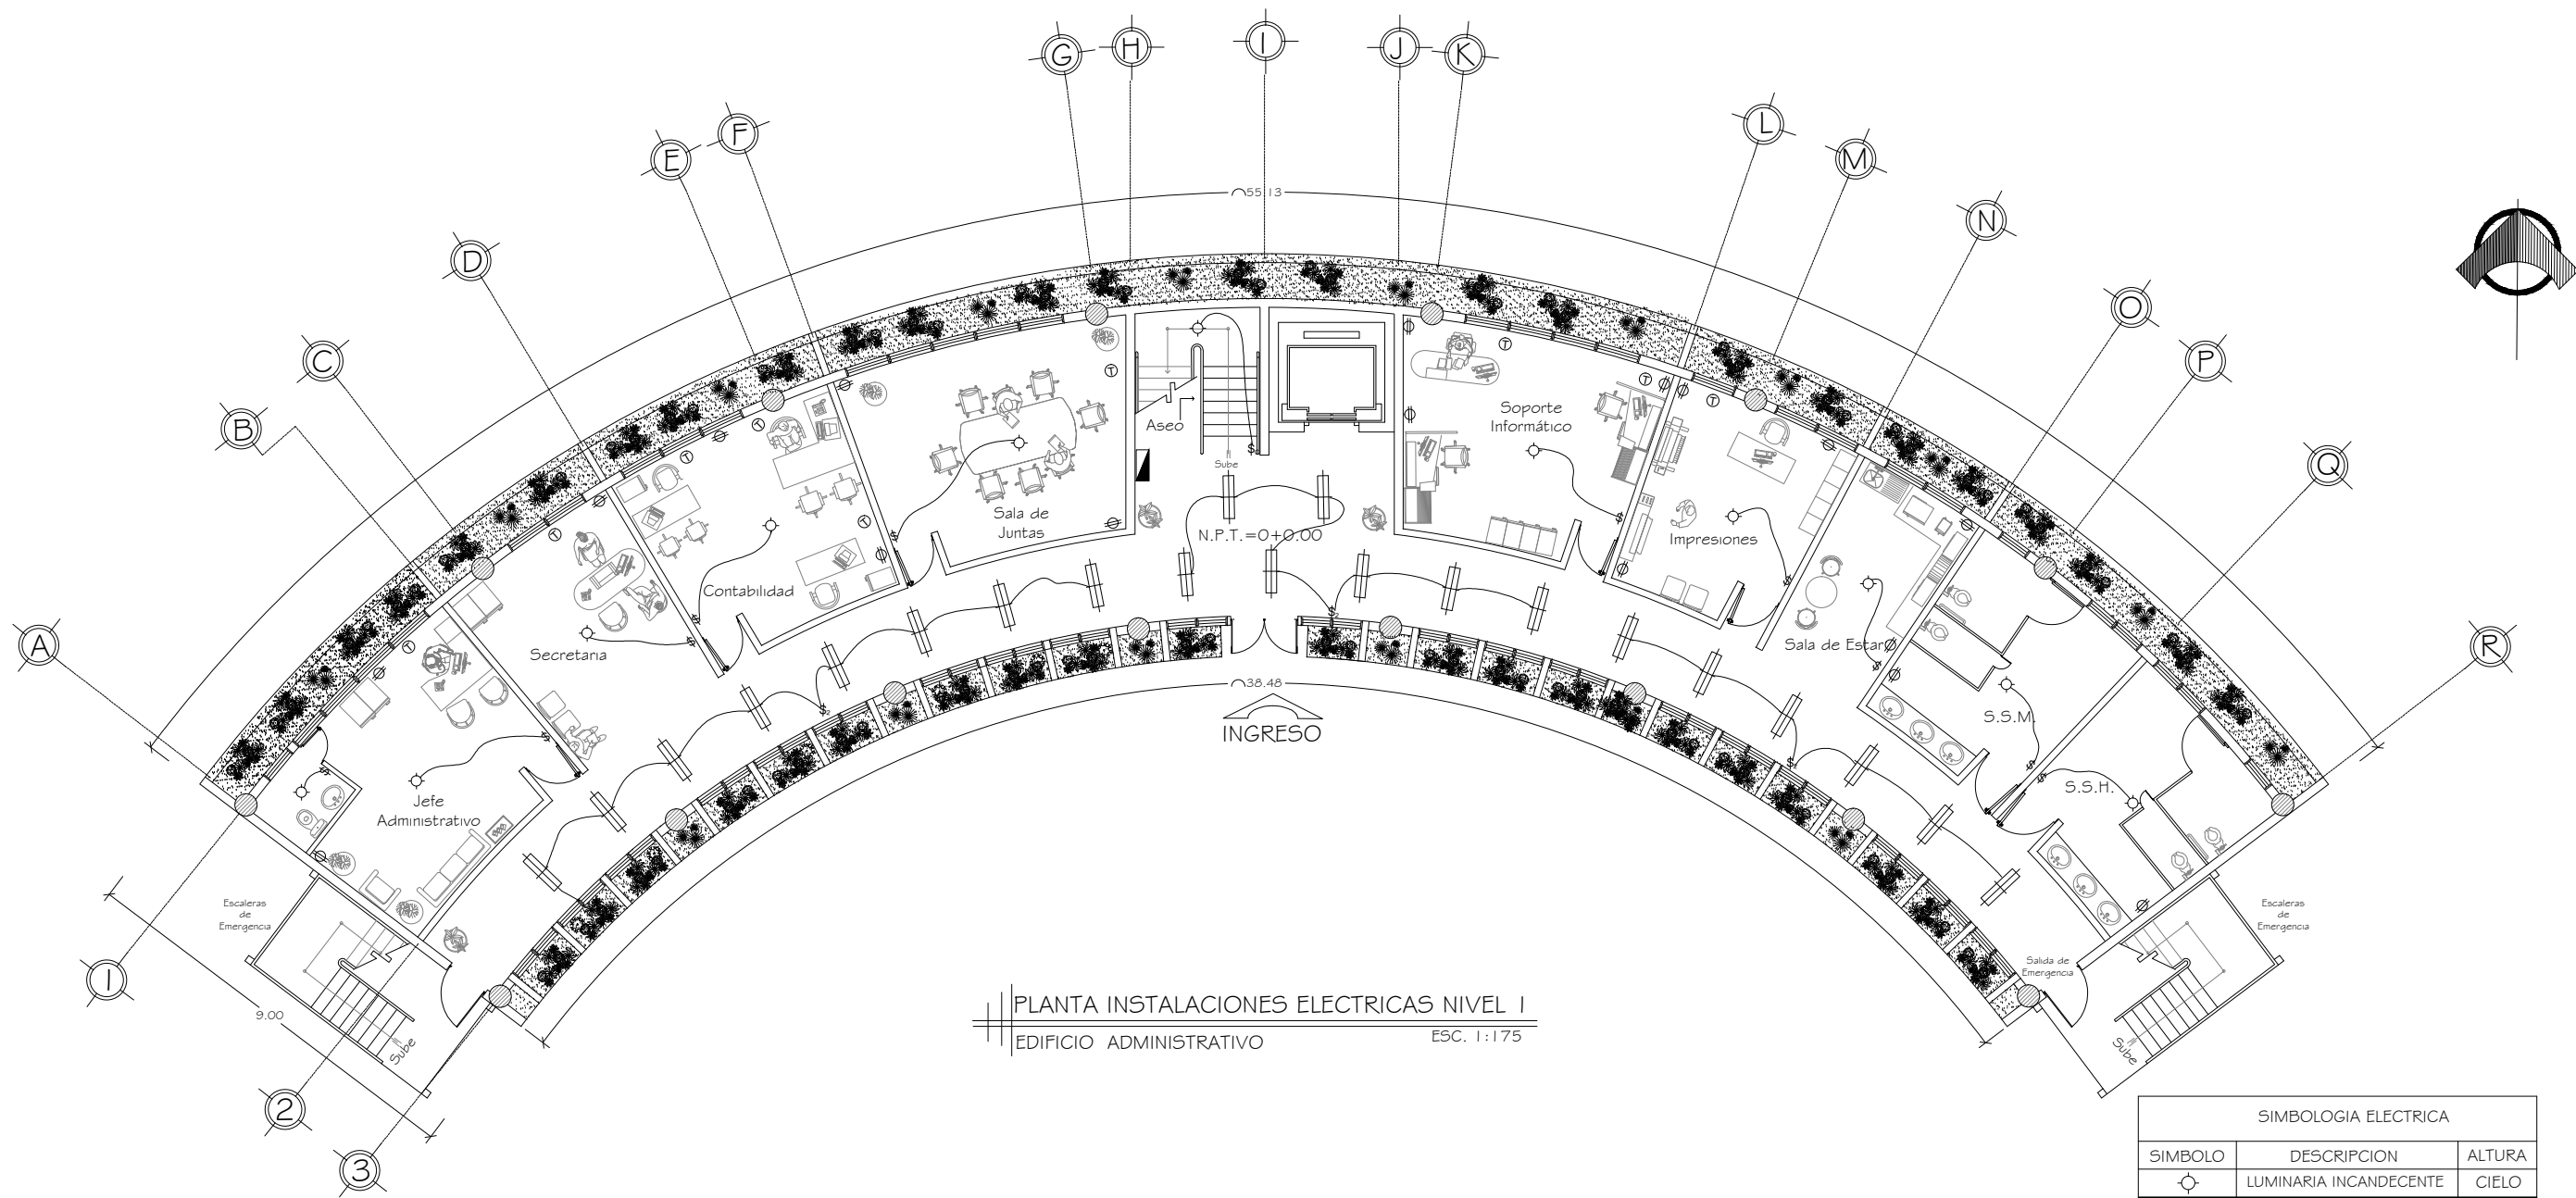 G H I J K
F L
E M
D N
C O
B P
A Q
R
55.13
Aseo
Sube
Soporte
Informático
Sala de
Juntas
N.P.T.=0+0.00
Impresiones
Contabilidad
Secretaria
Sala de Estar
S.S.M.
S.S.H.
Jefe
Administrativo
38.48
INGRESO
Escaleras
de
Emergencia
Escaleras
de
Emergencia
Salida de
Emergencia
Sube
Sube
1
9.00
2
3
PLANTA INSTALACIONES ELECTRICAS NIVEL 1
EDIFICIO ADMINISTRATIVO ESC. 1:175
SIMBOLOGIA ELECTRICA
SIMBOLO DESCRIPCION ALTURA
LUMINARIA INCANDECENTE CIELO